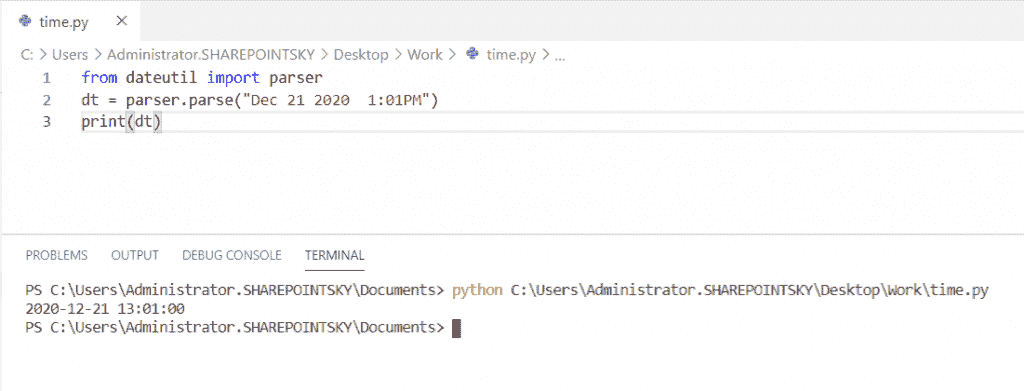 time.py
C: > Users > Administrator.SHAREPOINTSKY > Desktop > Work > time.py > ...
1 from dateutil import parser
2 dt = parser.parse("Dec 21 2020  1:01PM")
3 print(dt)
PROBLEMS OUTPUT DEBUG CONSOLE TERMINAL
PS C:\Users\Administrator.SHAREPOINTSKY\Documents> python C:\Users\Administrator.SHAREPOINTSKY\Desktop\Work\time.py
2020-12-21 13:01:00
PS C:\Users\Administrator.SHAREPOINTSKY\Documents>